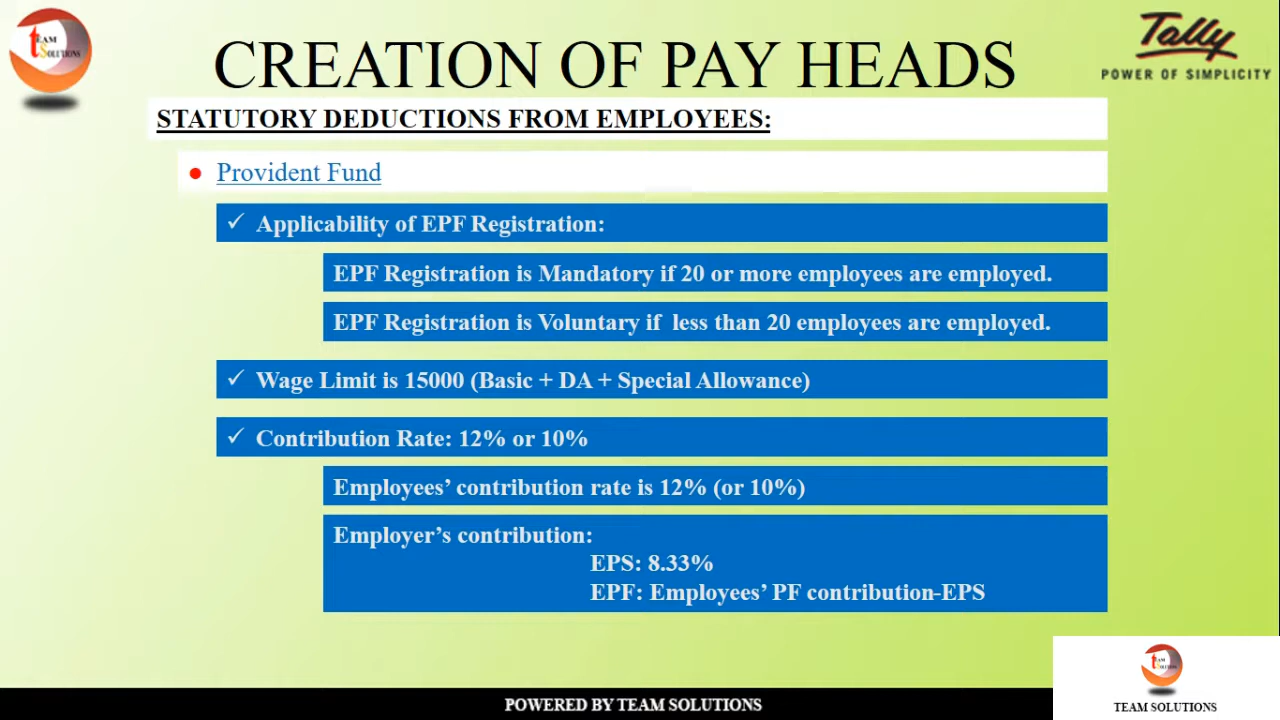 TEAM
SOLUTIONS
CREATION OF PAY HEADS
Tally
POWER OF SIMPLICITY
STATUTORY DEDUCTIONS FROM EMPLOYEES:
● Provident Fund
✓ Applicability of EPF Registration:
EPF Registration is Mandatory if 20 or more employees are employed.
EPF Registration is Voluntary if less than 20 employees are employed.
✓ Wage Limit is 15000 (Basic + DA + Special Allowance)
✓ Contribution Rate: 12% or 10%
Employees’ contribution rate is 12% (or 10%)
Employer’s contribution:
EPS: 8.33%
EPF: Employees’ PF contribution-EPS
TEAM
SOLUTIONS
TEAM SOLUTIONS
POWERED BY TEAM SOLUTIONS